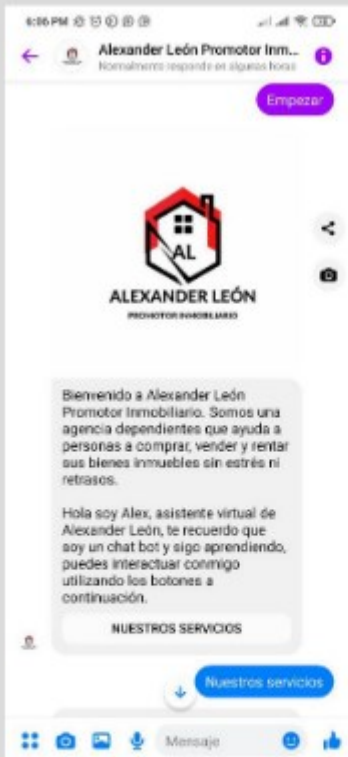 6:06 PM
Alexander León Promotor Inm...
Normalmente responde en algunas horas
Empezar
AL
ALEXANDER LEÓN
PROMOTOR INMOBILIARIO
Bienvenido a Alexander León
Promotor Inmobiliario. Somos una
agencia dependientes que ayuda a
personas a comprar, vender y rentar
sus bienes inmuebles sin estrés ni
retrasos.
Hola soy Alex, asistente virtual de
Alexander León, te recuerdo que
soy un chat bot y sigo aprendiendo,
puedes interactuar conmigo
utilizando los botones a
continuación.
NUESTROS SERVICIOS
Nuestros servicios
Mensaje